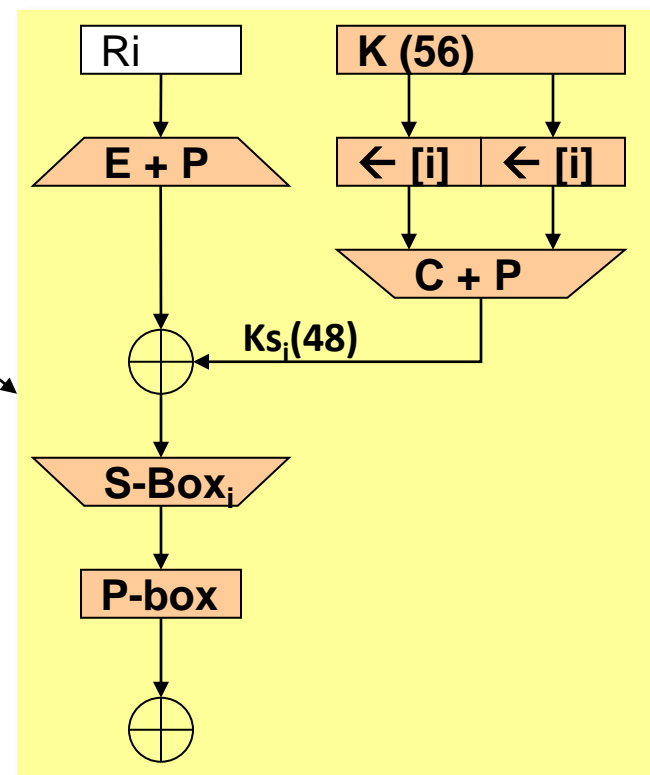 Ri
K (56)
E + P
← [i] ← [i]
C + P
Ksᵢ(48)
S-Boxᵢ
P-box